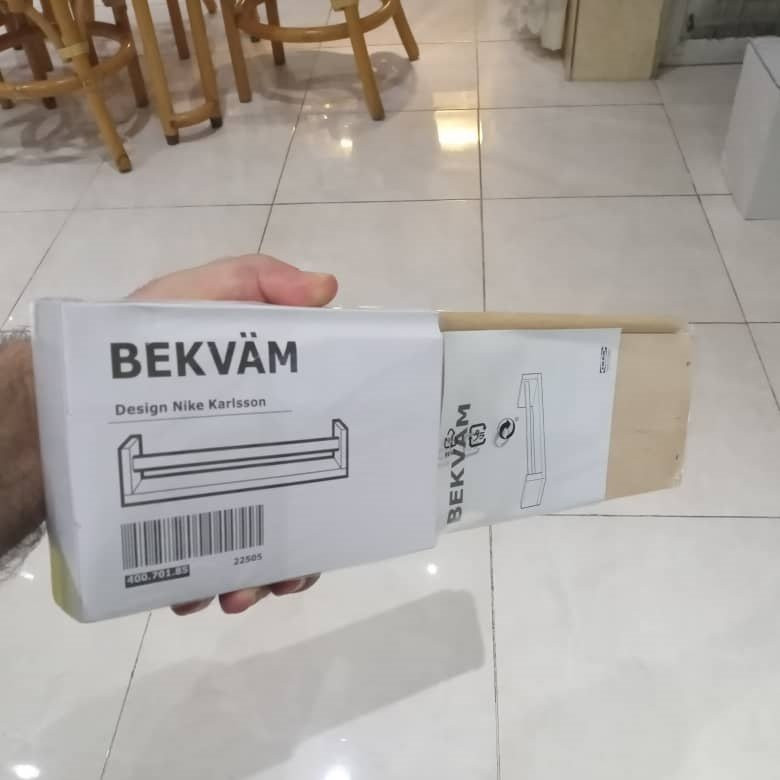 BEKVÄM
Design Nike Karlsson
400.701.85
22505
BEKVÄM